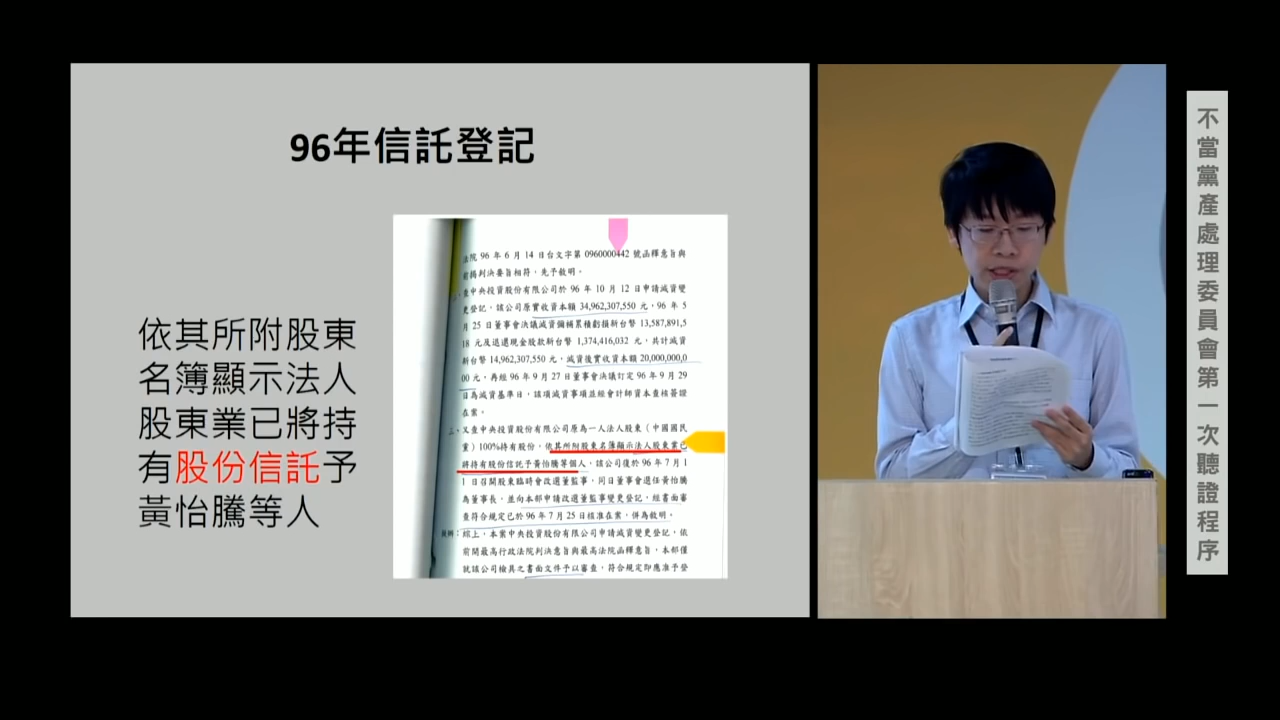 96年信託登記
依其所附股東
名簿顯示法人
股東業已將持
有股份信託予
黃怡騰等人
法院 96 年 6 月 14 日台文字第 0960000442 號函釋意旨與
前揭判決要旨相符,先予敘明。
二、查中央投資股份有限公司於 96 年 10 月 12 日申請減資變
更登記,該公司原實收資本額 34,962,307,550 元,96 年 5
月 25 日董事會決議減資彌補累積虧損新台幣 13,587,891,5
18 元及退還現金股款新台幣 1,374,416,032 元,共計減資
新台幣 14,962,307,550 元,減資後實收資本額 20,000,000,0
00 元,再經 96 年 9 月 27 日董事會決議訂定 96 年 9 月 29
日為減資基準日,該項減資事項並經會計師資本查核簽證
在案。
三、又查中央投資股份有限公司原為一人法人股東(中國國民
黨)100%持有股份,依其所附股東名簿顯示法人股東業已
將持有股份信託予黃怡騰等個人,該公司復於 96 年 7 月 1
1 日召開股東臨時會改選董監事,同日董事會選任黃怡騰
為董事長,並向本部申請改選董監事變更登記,經書面審
查符合規定已於 96 年 7 月 25 日核准在案,併為敘明。
綜上,本案中央投資股份有限公司申請減資變更登記,依
前開最高行政法院判決意旨與最高法院函釋意旨,本部僅
就該公司檢具之書面文件予以審查,符合規定即應准予登
不當黨產處理委員會第一次聽證程序